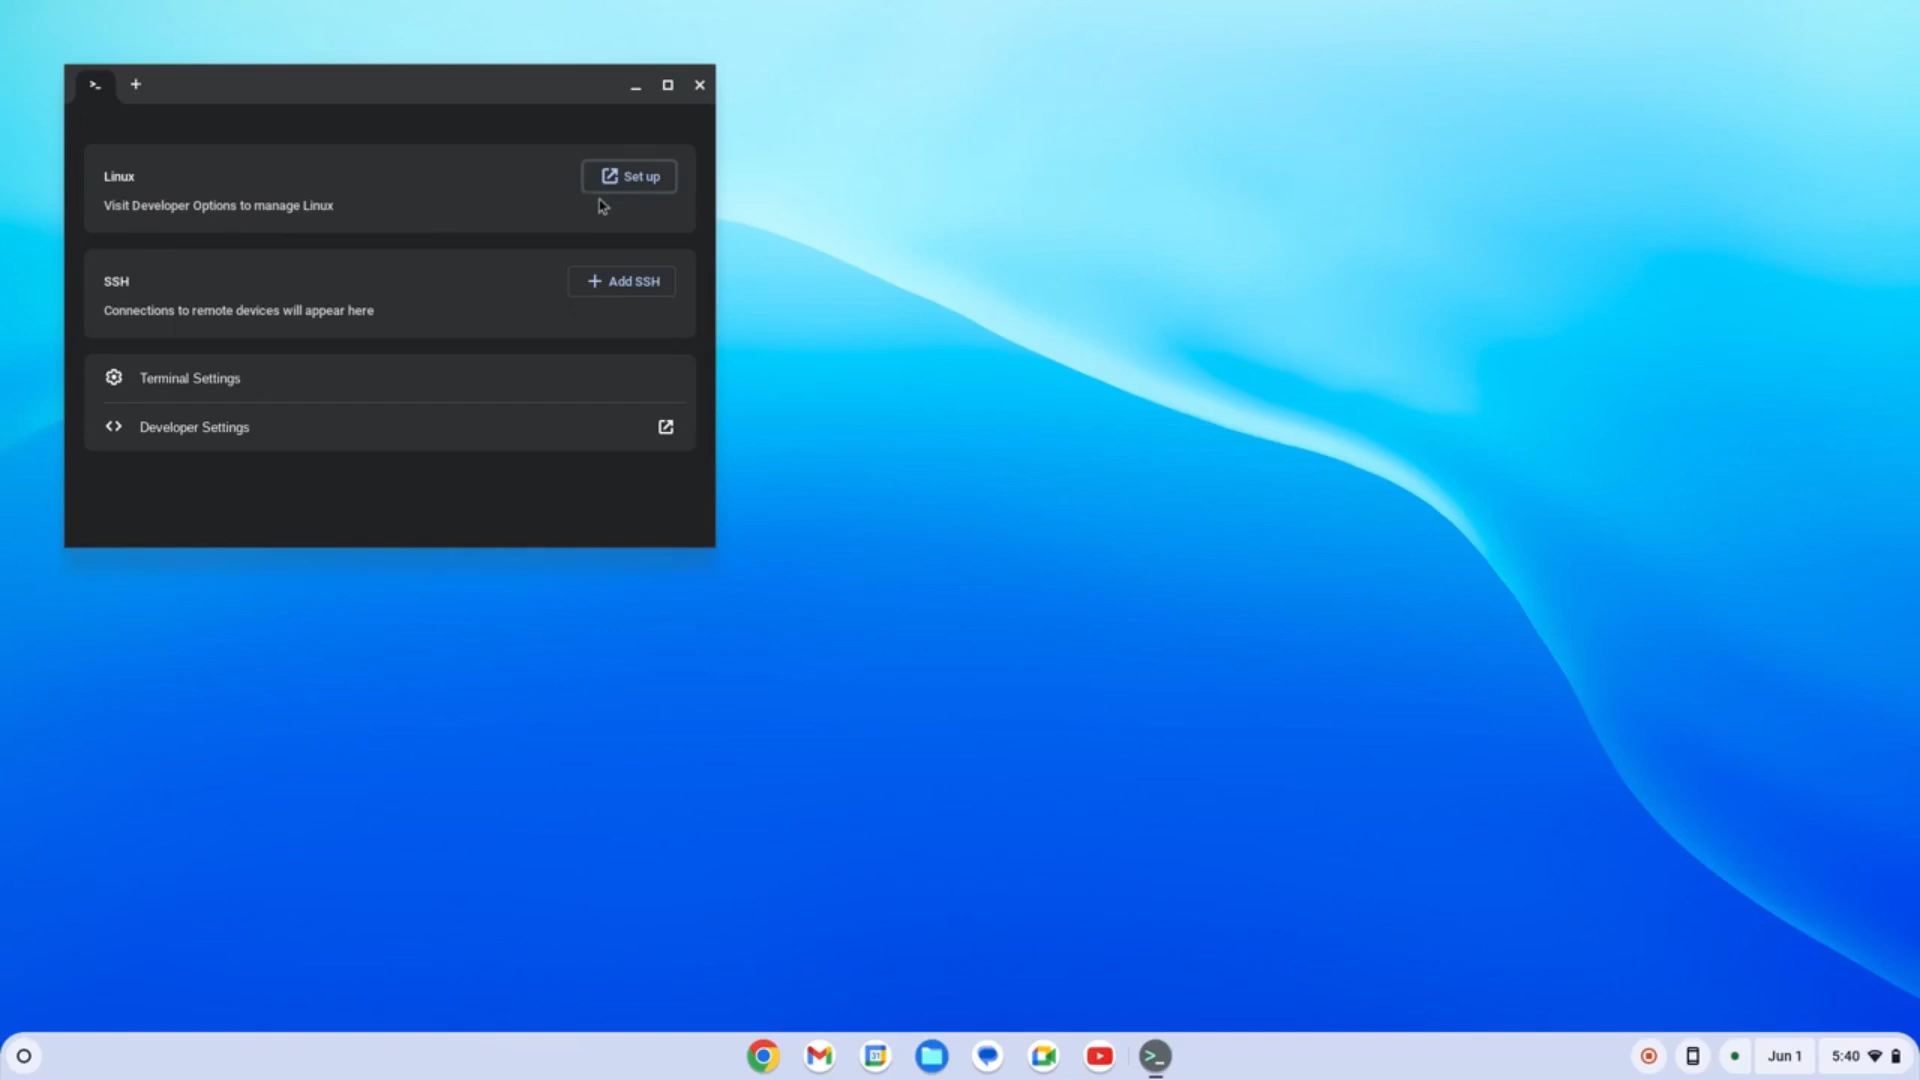 Linux
Set up
Visit Developer Options to manage Linux
SSH
+ Add SSH
Connections to remote devices will appear here
Terminal Settings
Developer Settings
31
Jun 1
5:40